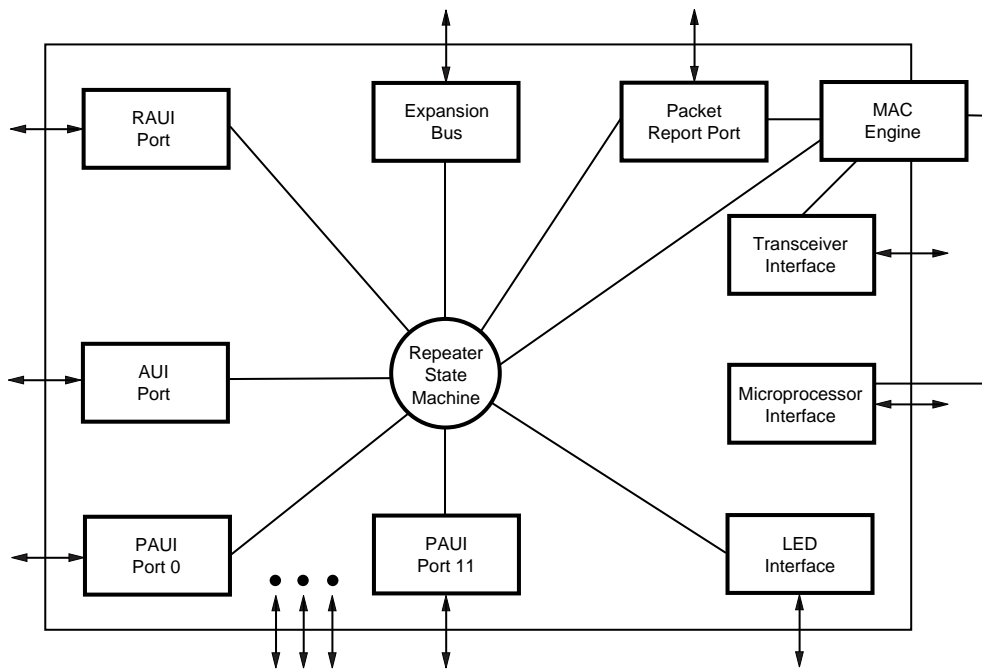 RAUI
Port
Expansion
Bus
Packet
Report Port
MAC
Engine
Transceiver
Interface
Repeater
State
Machine
AUI
Port
Microprocessor
Interface
PAUI
Port 0
PAUI
Port 11
LED
Interface